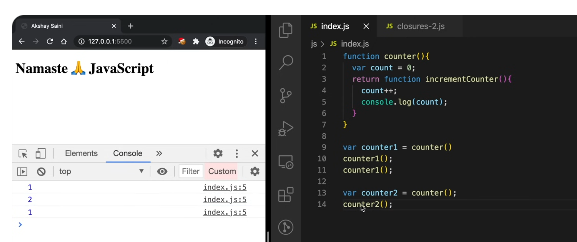 Akshay Saini
127.0.0.1:5500
Incognito
Namaste 🙏 JavaScript
Elements Console »
top Filter Custom
1 index.js:5
2 index.js:5
1 index.js:5
>
JS index.js JS counters-2.js
js > JS index.js
1 function counter(){
2 var count = 0;
3 return function incrementCounter(){
4 count++;
5 console.log(count);
6 }
7 }
8
9 var counter1 = counter()
10 counter1();
11 counter1();
12
13 var counter2 = counter();
14 counter2();